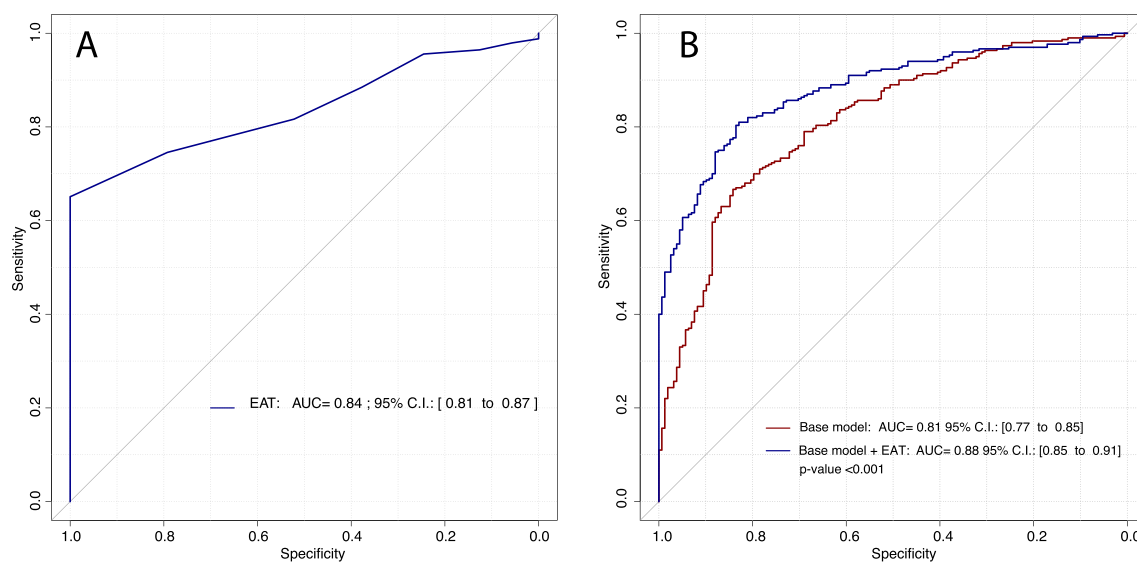 A
Sensitivity
1.0
0.8
0.6
0.4
0.2
0.0
EAT: AUC= 0.84 ; 95% C.I.: [ 0.81 to 0.87 ]
1.0 0.8 0.6 0.4 0.2 0.0
Specificity
B
Sensitivity
1.0
0.8
0.6
0.4
0.2
0.0
Base model: AUC= 0.81 95% C.I.: [0.77 to 0.85]
Base model + EAT: AUC= 0.88 95% C.I.: [0.85 to 0.91]
p-value <0.001
1.0 0.8 0.6 0.4 0.2 0.0
Specificity